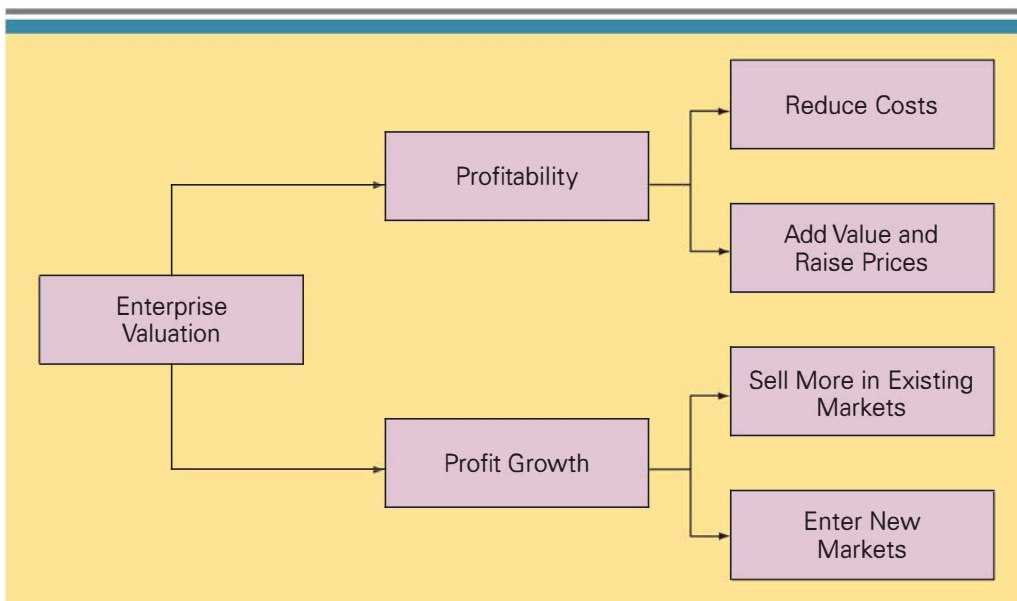 Reduce Costs
Profitability
Add Value and
Raise Prices
Enterprise
Valuation
Sell More in Existing
Markets
Profit Growth
Enter New
Markets